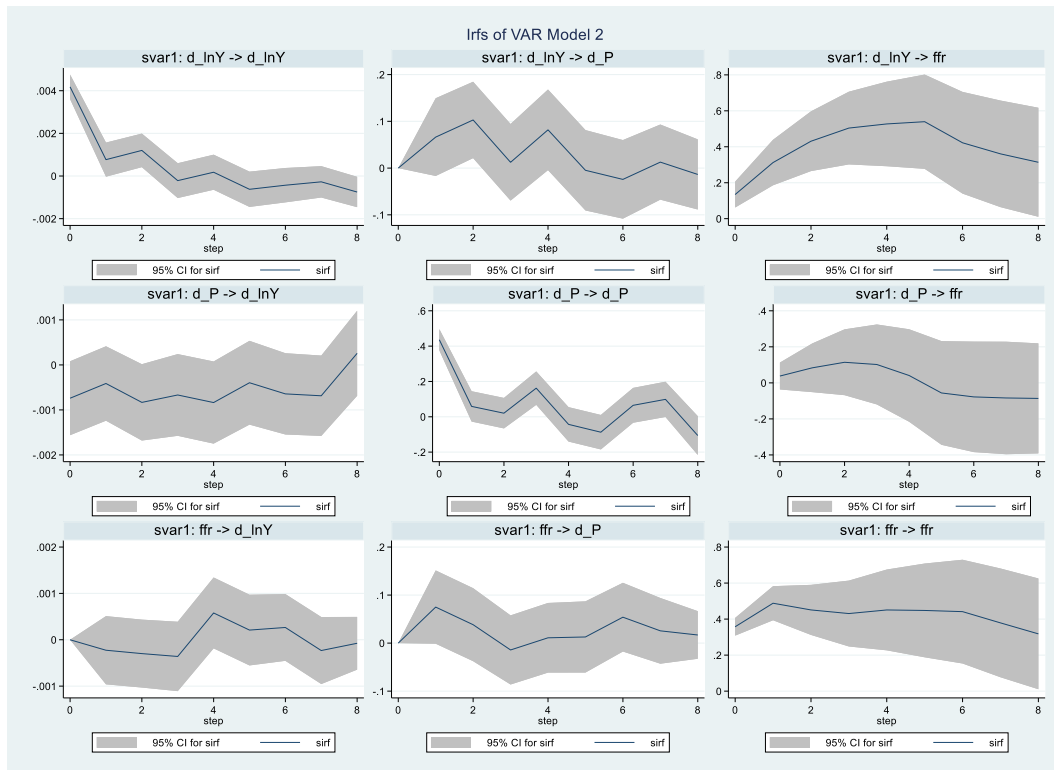 Irfs of VAR Model 2
svar1: d_lnY -> d_lnY
.004
.002
0
-.002
0 2 4 6 8
step
95% CI for sirf sirf
svar1: d_lnY -> d_P
.2
.1
0
-.1
0 2 4 6 8
step
95% CI for sirf sirf
svar1: d_lnY -> ffr
.8
.6
.4
.2
0
0 2 4 6 8
step
95% CI for sirf sirf
svar1: d_P -> d_lnY
.001
0
-.001
-.002
0 2 4 6 8
step
95% CI for sirf sirf
svar1: d_P -> d_P
.6
.4
.2
0
-.2
0 2 4 6 8
step
95% CI for sirf sirf
svar1: d_P -> ffr
.4
.2
0
-.2
-.4
0 2 4 6 8
step
95% CI for sirf sirf
svar1: ffr -> d_lnY
.002
.001
0
-.001
0 2 4 6 8
step
95% CI for sirf sirf
svar1: ffr -> d_P
.2
.1
0
-.1
0 2 4 6 8
step
95% CI for sirf sirf
svar1: ffr -> ffr
.8
.6
.4
.2
0
0 2 4 6 8
step
95% CI for sirf sirf